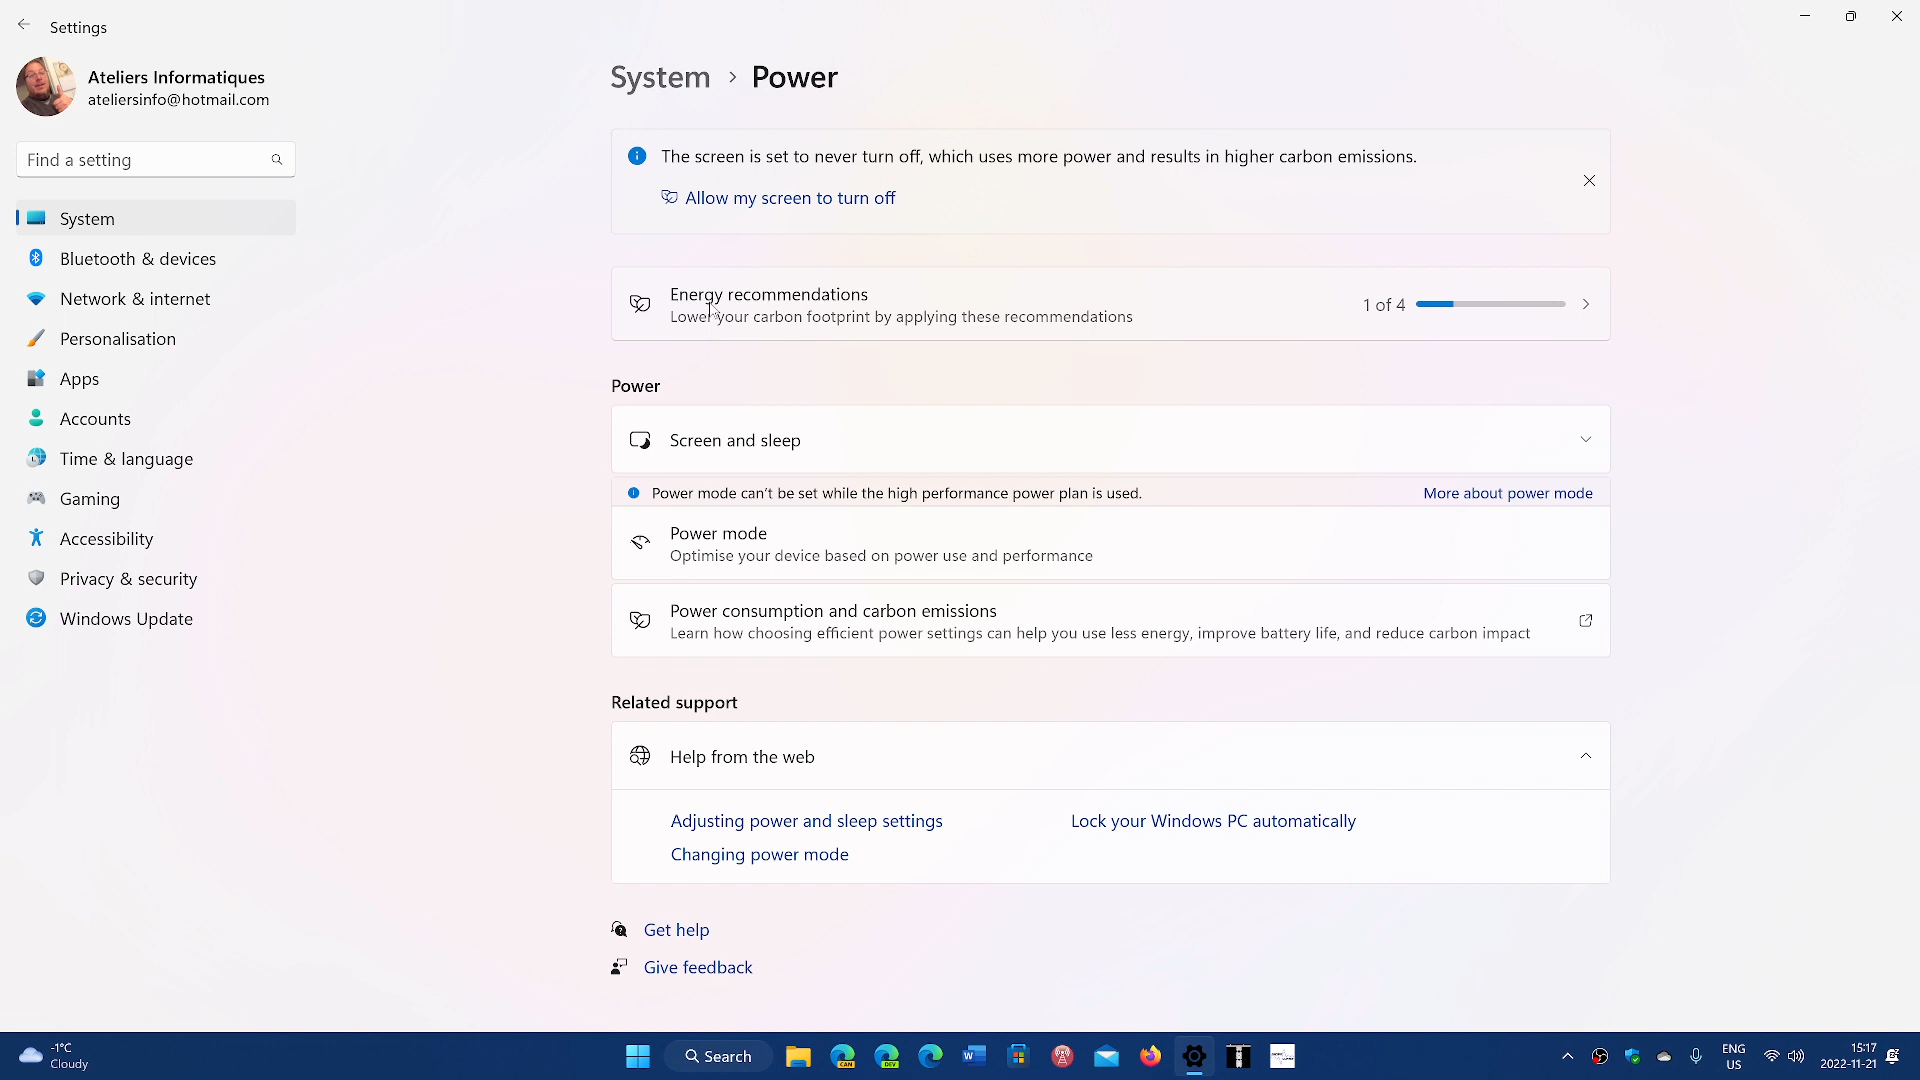 Settings
Ateliers Informatiques
ateliersinfo@hotmail.com
Find a setting
System
Bluetooth & devices
Network & internet
Personalisation
Apps
Accounts
Time & language
Gaming
Accessibility
Privacy & security
Windows Update
System > Power
The screen is set to never turn off, which uses more power and results in higher carbon emissions.
Allow my screen to turn off
Energy recommendations
Lower your carbon footprint by applying these recommendations
1 of 4
Power
Screen and sleep
Power mode can't be set while the high performance power plan is used.
More about power mode
Power mode
Optimise your device based on power use and performance
Power consumption and carbon emissions
Learn how choosing efficient power settings can help you use less energy, improve battery life, and reduce carbon impact
Related support
Help from the web
Adjusting power and sleep settings
Lock your Windows PC automatically
Changing power mode
Get help
Give feedback
-1°C
Cloudy
Search
CAN
DEV
ENG
US
15:17
2022-11-21